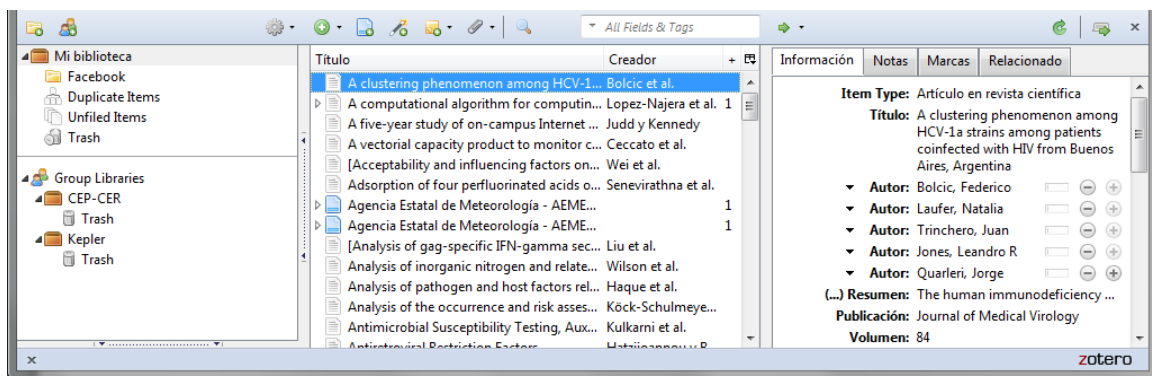 All Fields & Tags
Mi biblioteca
Facebook
Duplicate Items
Unfiled Items
Trash
Group Libraries
CEP-CER
Trash
Kepler
Trash
Título Creador +
A clustering phenomenon among HCV-1... Bolcic et al.
A computational algorithm for computin... Lopez-Najera et al. 1
A five-year study of on-campus Internet ... Judd y Kennedy
A vectorial capacity product to monitor c... Ceccato et al.
[Acceptability and influencing factors on... Wei et al.
Adsorption of four perfluorinated acids o... Senevirathna et al.
Agencia Estatal de Meteorología - AEME... 1
Agencia Estatal de Meteorología - AEME... 1
[Analysis of gag-specific IFN-gamma sec... Liu et al.
Analysis of inorganic nitrogen and relate... Wilson et al.
Analysis of pathogen and host factors rel... Haque et al.
Analysis of the occurrence and risk asses... Köck-Schulmeye...
Antimicrobial Susceptibility Testing, Aux... Kulkarni et al.
Antiretroviral Restriction Factors Hatziioannou y B
Información Notas Marcas Relacionado
Item Type: Artículo en revista científica
Título: A clustering phenomenon among
HCV-1a strains among patients
coinfected with HIV from Buenos
Aires, Argentina
Autor: Bolcic, Federico
Autor: Laufer, Natalia
Autor: Trinchero, Juan
Autor: Jones, Leandro R
Autor: Quarleri, Jorge
(...) Resumen: The human immunodeficiency ...
Publicación: Journal of Medical Virology
Volumen: 84
zotero